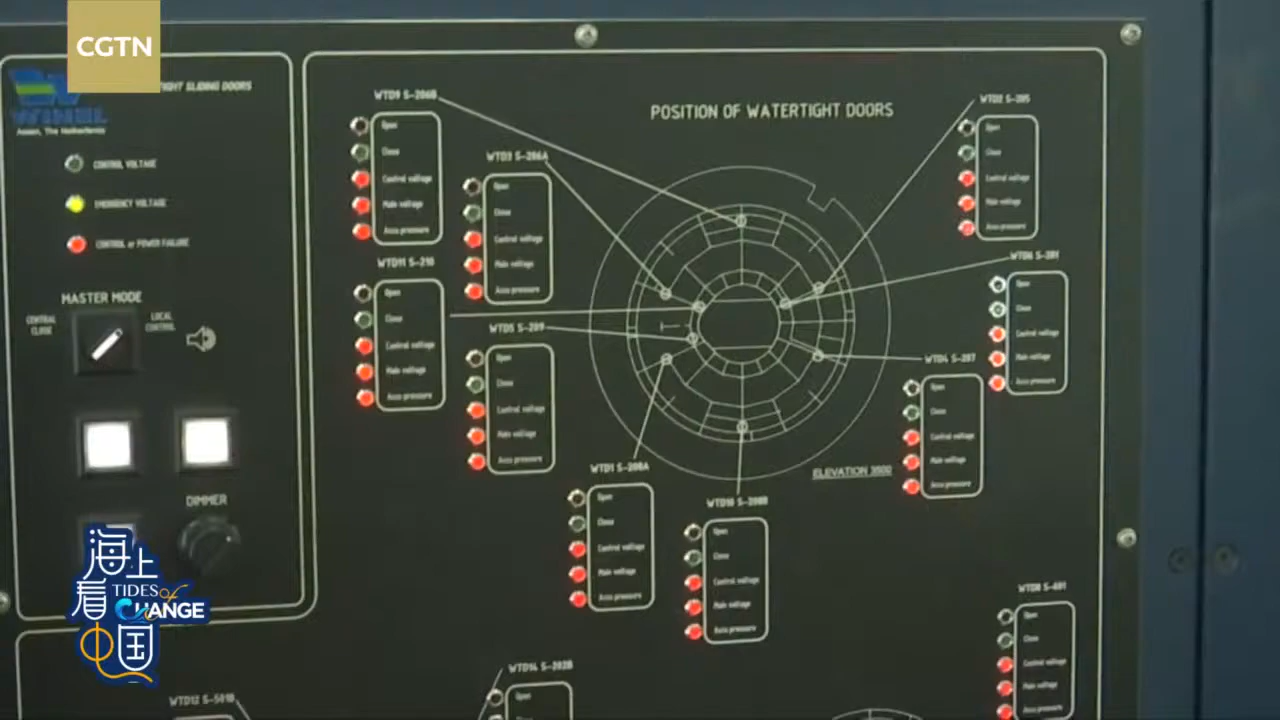 CGTN
TIGHT SLIDING DOORS
WINEL
Assen, The Netherlands
CONTROL VOLTAGE
EMERGENCY VOLTAGE
CONTROL or POWER FAILURE
MASTER MODE
CENTRAL CLOSE
LOCAL CONTROL
DIMMER
POSITION OF WATERTIGHT DOORS
WTD9 S-206B
Open
Close
Control voltage
Main voltage
Accu pressure
WTD3 S-206A
Open
Close
Control voltage
Main voltage
Accu pressure
WTD2 S-205
Open
Close
Control voltage
Main voltage
Accu pressure
WTD11 S-210
Open
Close
Control voltage
Main voltage
Accu pressure
WTD6 S-201
Open
Close
Control voltage
Main voltage
Accu pressure
WTD5 S-209
Open
Close
Control voltage
Main voltage
Accu pressure
WTD4 S-207
Open
Close
Control voltage
Main voltage
Accu pressure
ELEVATION 3800
WTD1 S-208A
Open
Close
Control voltage
Main voltage
Accu pressure
WTD10 S-208B
Open
Close
Control voltage
Main voltage
Accu pressure
WTD8 S-401
Open
Close
Control voltage
Main voltage
Accu pressure
WTD14 S-202B
Open
WTD12 S-501B
海上
看
中国
TIDES of
CHANGE